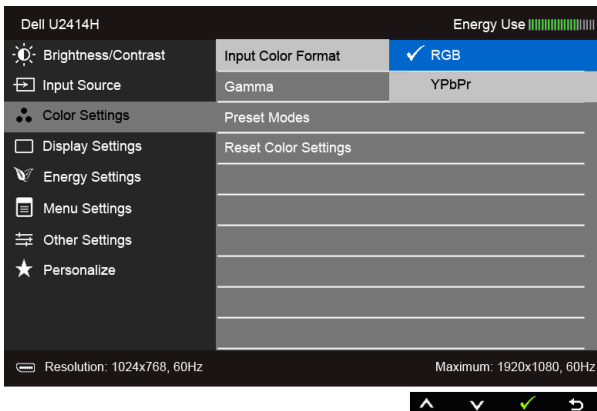 Dell U2414H Energy Use
Brightness/Contrast Input Color Format RGB
Input Source Gamma YPbPr
Color Settings Preset Modes
Display Settings Reset Color Settings
Energy Settings
Menu Settings
Other Settings
Personalize
Resolution: 1024x768, 60Hz Maximum: 1920x1080, 60Hz